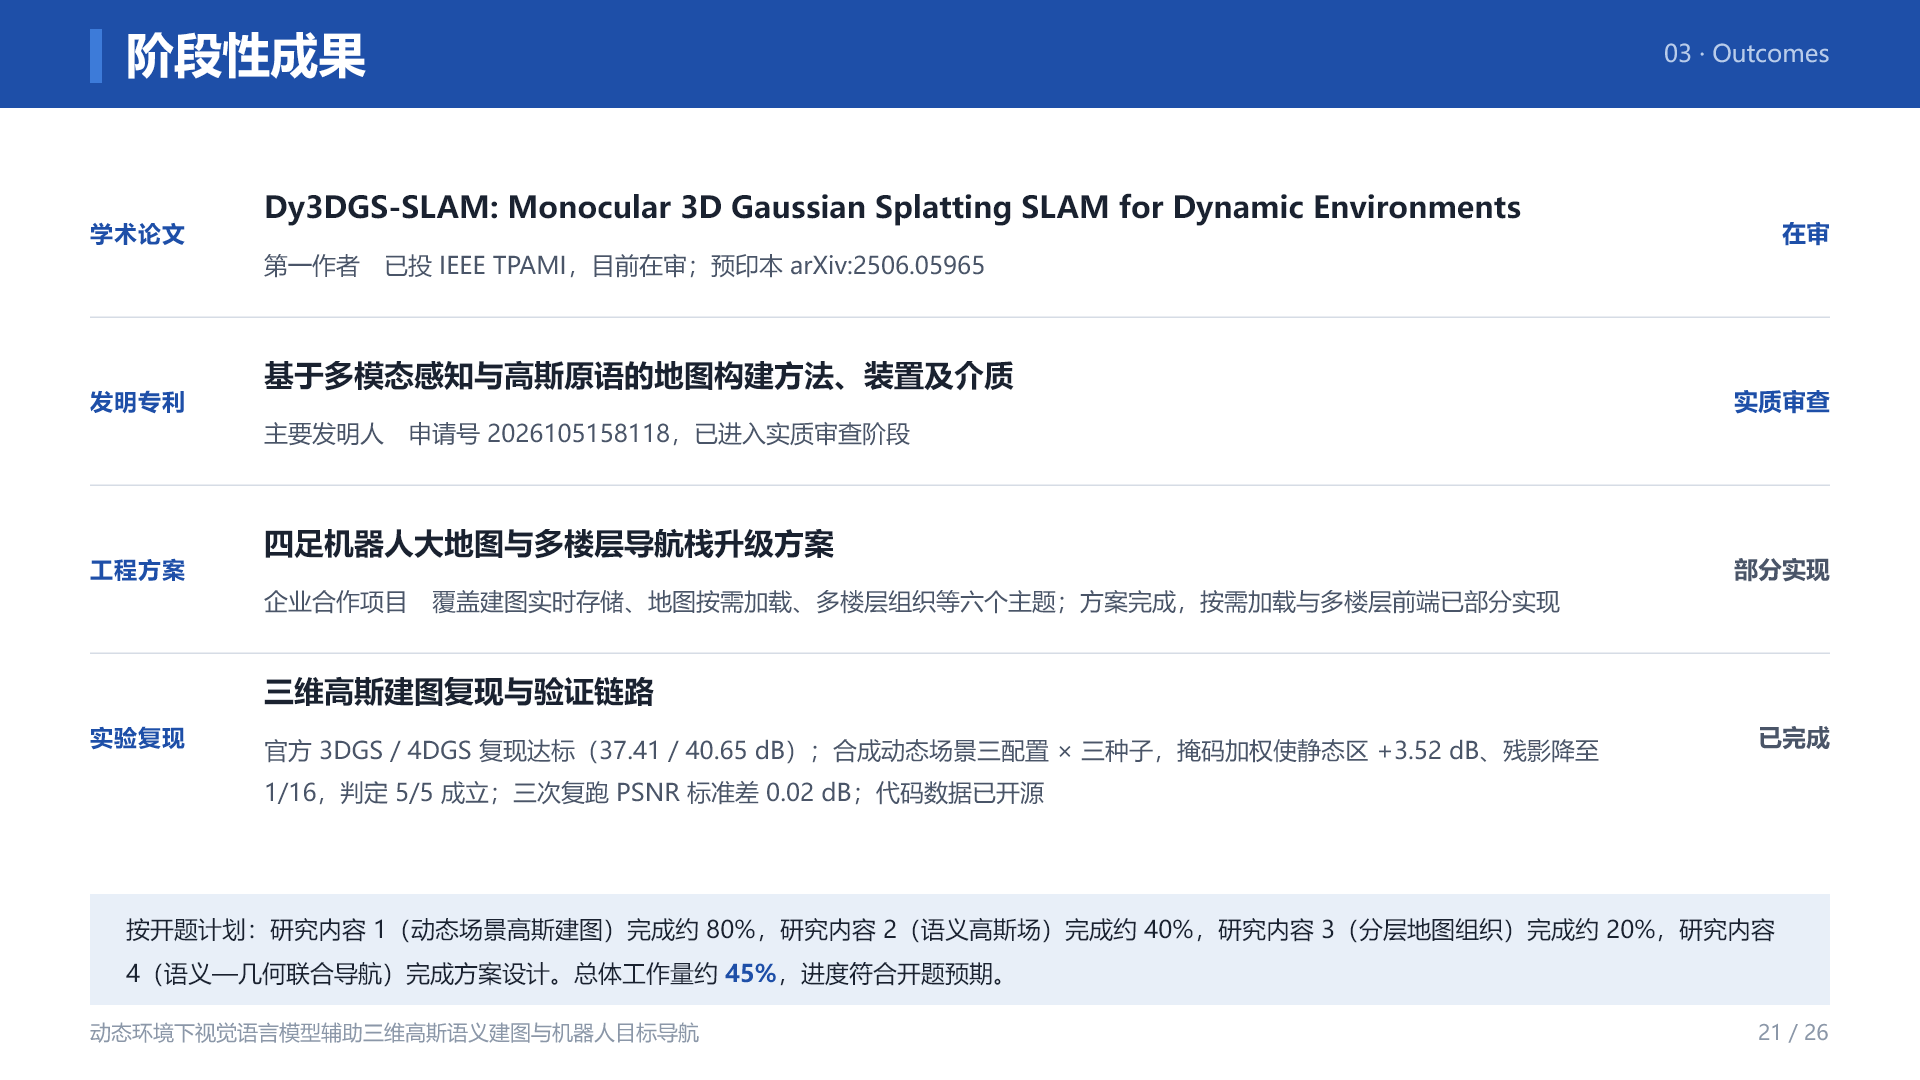 阶段性成果
03 · Outcomes
学术论文
Dy3DGS-SLAM: Monocular 3D Gaussian Splatting SLAM for Dynamic Environments
第一作者　已投 IEEE TPAMI，目前在审；预印本 arXiv:2506.05965
在审
发明专利
基于多模态感知与高斯原语的地图构建方法、装置及介质
主要发明人　申请号 2026105158118，已进入实质审查阶段
实质审查
工程方案
四足机器人大地图与多楼层导航栈升级方案
企业合作项目　覆盖建图实时存储、地图按需加载、多楼层组织等六个主题；方案完成，按需加载与多楼层前端已部分实现
部分实现
实验复现
三维高斯建图复现与验证链路
官方 3DGS / 4DGS 复现达标（37.41 / 40.65 dB）；合成动态场景三配置 × 三种子，掩码加权使静态区 +3.52 dB、残影降至
1/16，判定 5/5 成立；三次复跑 PSNR 标准差 0.02 dB；代码数据已开源
已完成
按开题计划：研究内容 1（动态场景高斯建图）完成约 80%，研究内容 2（语义高斯场）完成约 40%，研究内容 3（分层地图组织）完成约 20%，研究内容
4（语义—几何联合导航）完成方案设计。总体工作量约 45%，进度符合开题预期。
动态环境下视觉语言模型辅助三维高斯语义建图与机器人目标导航
21 / 26